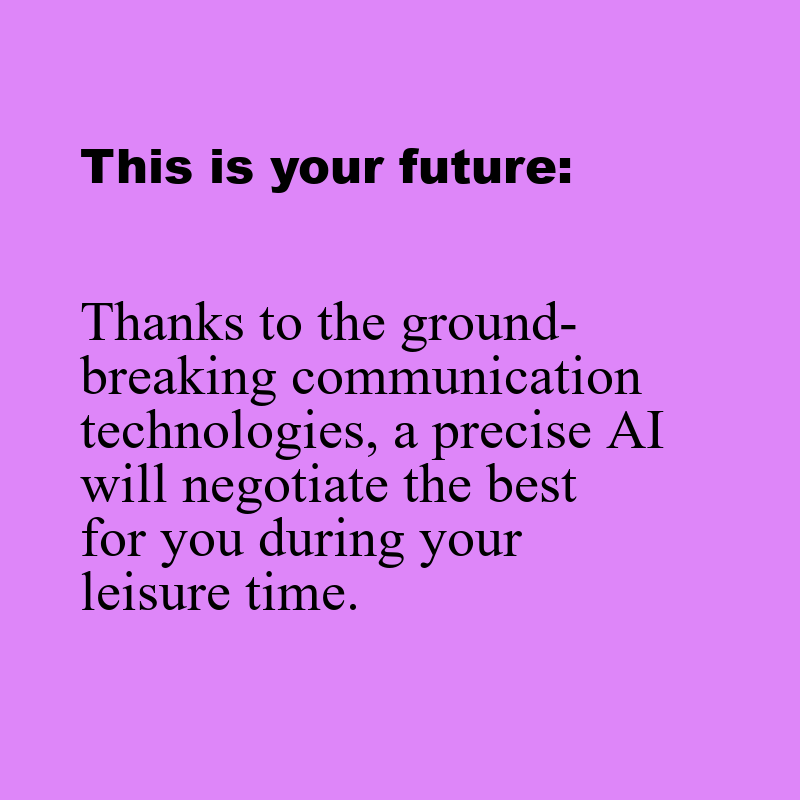 This is your future:
Thanks to the ground-
breaking communication
technologies, a precise AI
will negotiate the best
for you during your
leisure time.